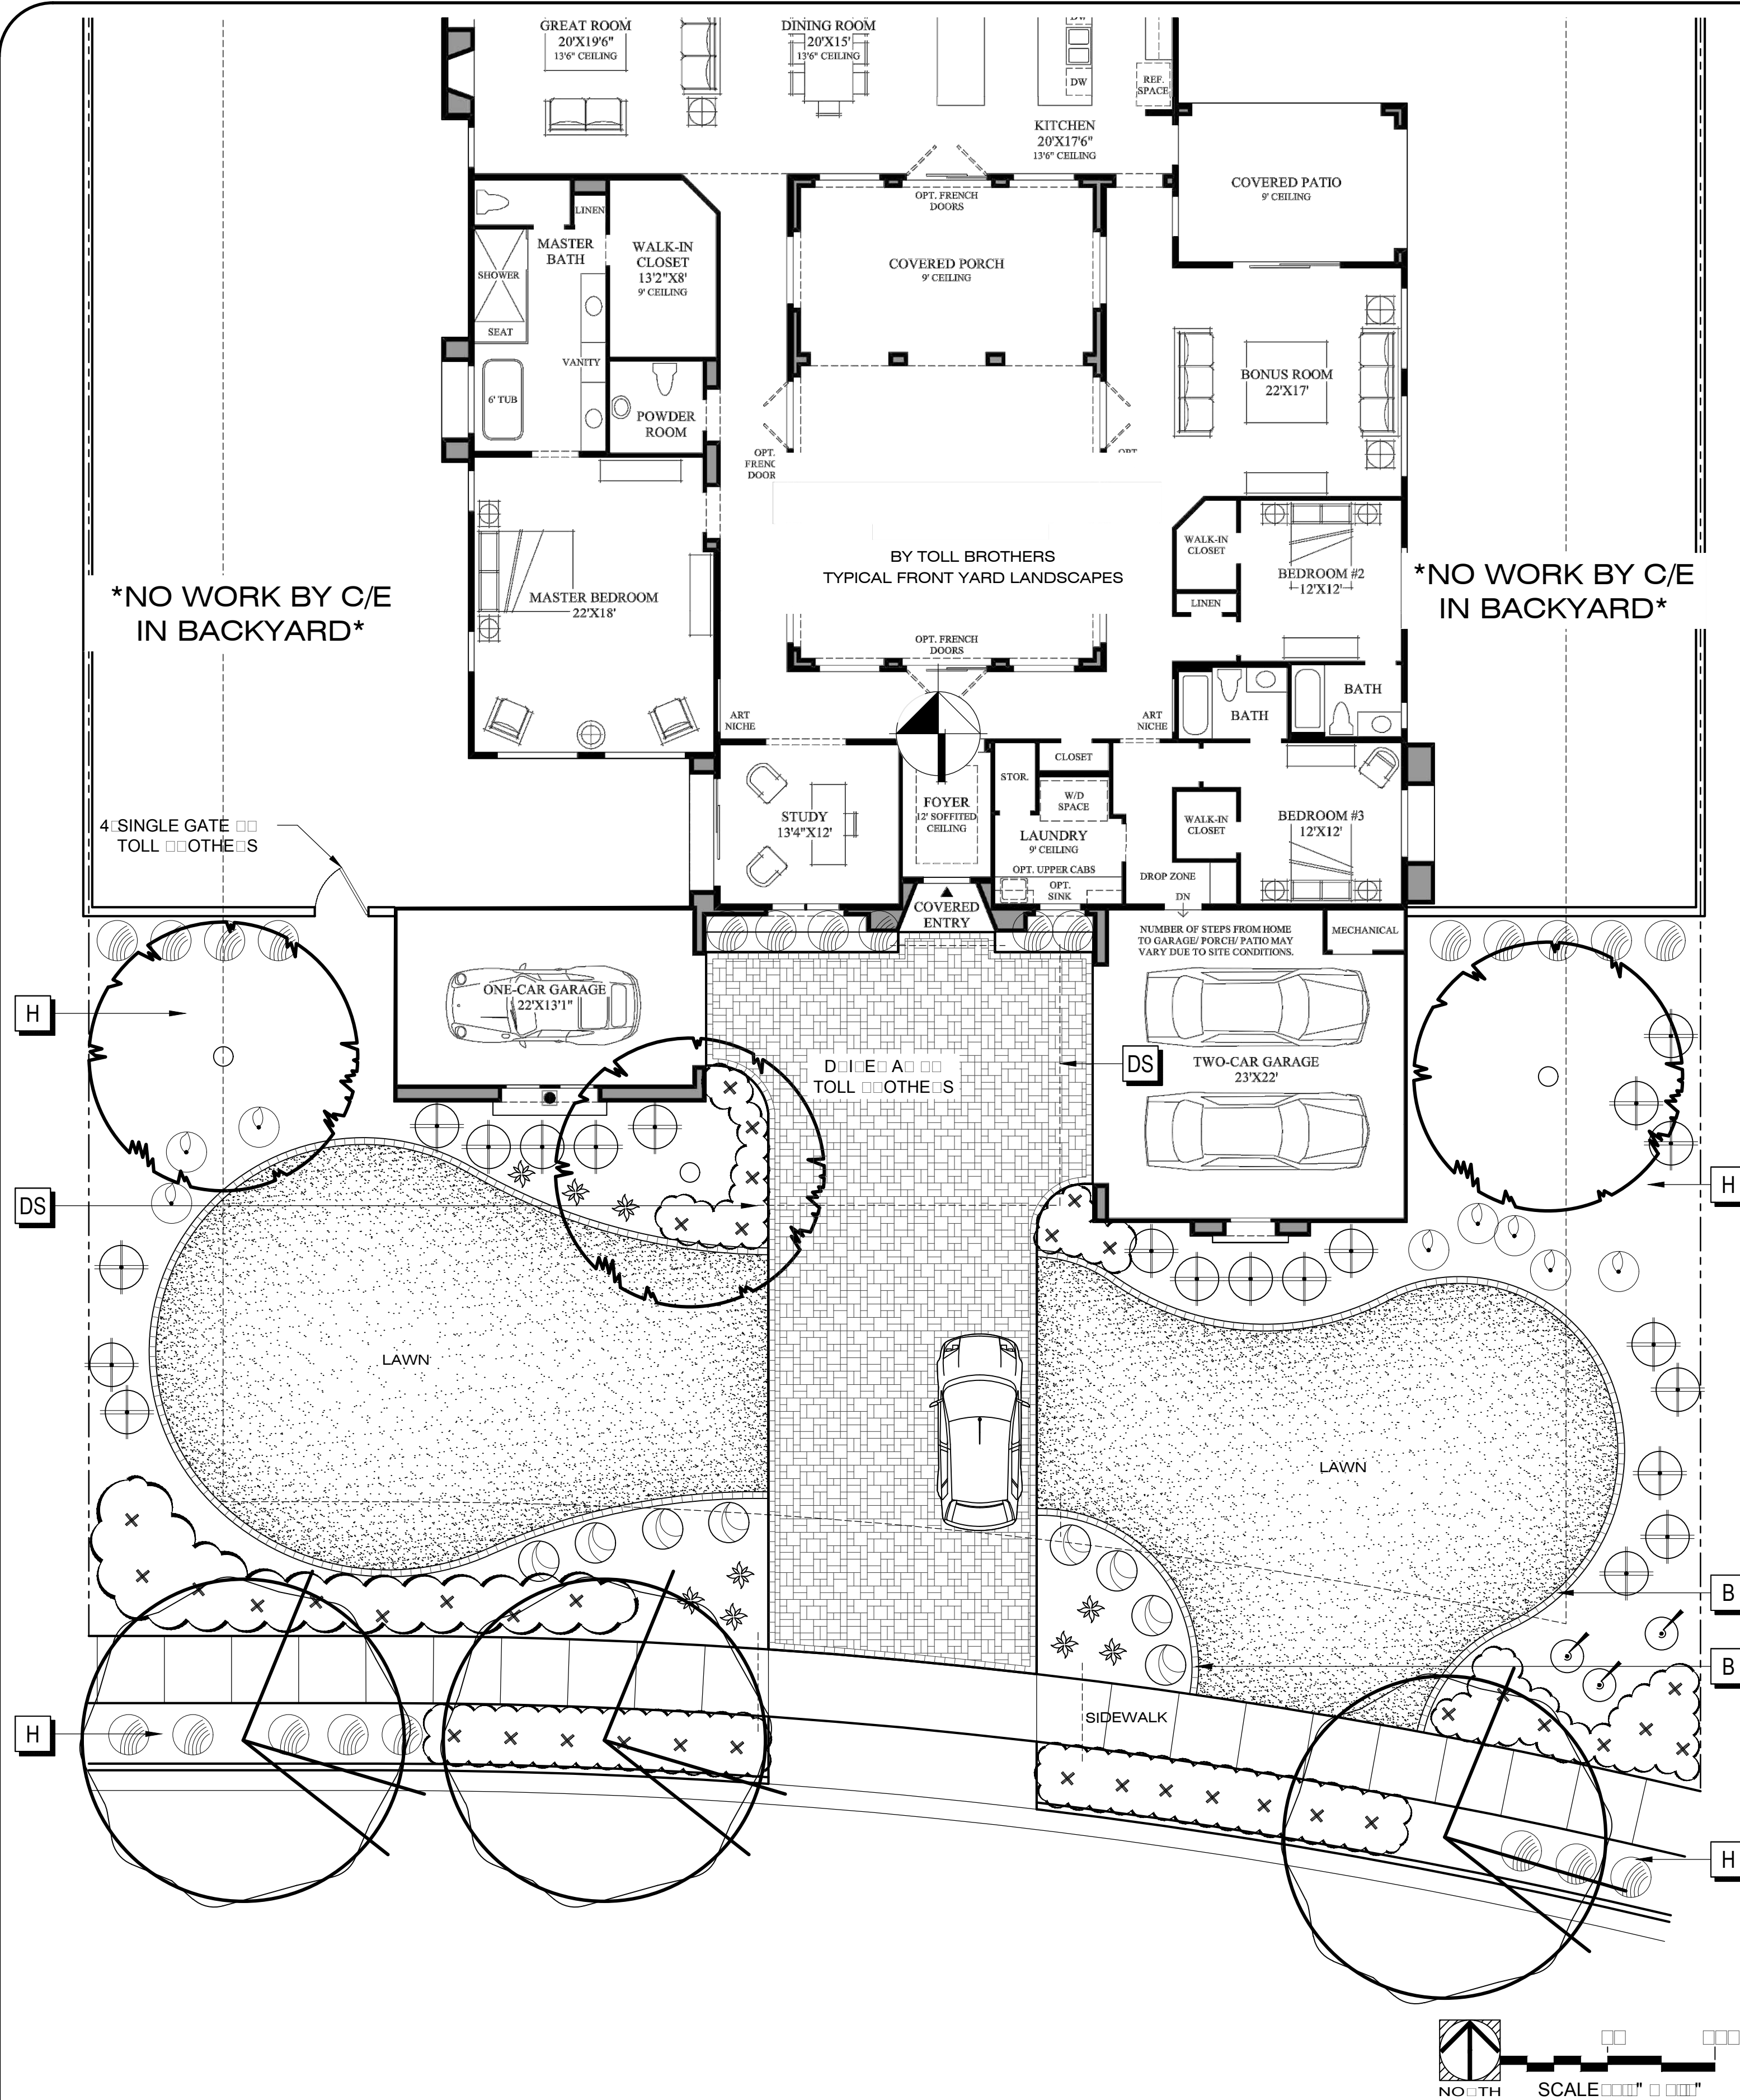 GREAT ROOM
20'X19'6"
13'6" CEILING
DINING ROOM
20'X15'
13'6" CEILING
DW
REF.
SPACE
KITCHEN
20'X17'6"
13'6" CEILING
COVERED PATIO
9' CEILING
OPT. FRENCH
DOORS
LINEN
MASTER
BATH
WALK-IN
CLOSET
13'2"X8'
9' CEILING
SHOWER
SEAT
VANITY
6' TUB
POWDER
ROOM
COVERED PORCH
9' CEILING
BONUS ROOM
22'X17'
OPT.
FRENC
DOOR
OPT
BY TOLL BROTHERS
TYPICAL FRONT YARD LANDSCAPES
WALK-IN
CLOSET
LINEN
BEDROOM #2
12'X12'
*NO WORK BY C/E
IN BACKYARD*
*NO WORK BY C/E
IN BACKYARD*
MASTER BEDROOM
22'X18'
OPT. FRENCH
DOORS
ART
NICHE
ART
NICHE
BATH
BATH
CLOSET
STOR.
W/D
SPACE
FOYER
12' SOFFITED
CEILING
STUDY
13'4"X12'
LAUNDRY
9' CEILING
OPT. UPPER CABS
OPT.
SINK
WALK-IN
CLOSET
BEDROOM #3
12'X12'
DROP ZONE
DN
4 SINGLE GATE
TOLL
COVERED
ENTRY
NUMBER OF STEPS FROM HOME
TO GARAGE/ PORCH/ PATIO MAY
VARY DUE TO SITE CONDITIONS.
MECHANICAL
ONE-CAR GARAGE
22'X13'1"
H
TOLL
DS
TWO-CAR GARAGE
23'X22'
H
DS
LAWN
LAWN
B
B
SIDEWALK
H
H
SCALE